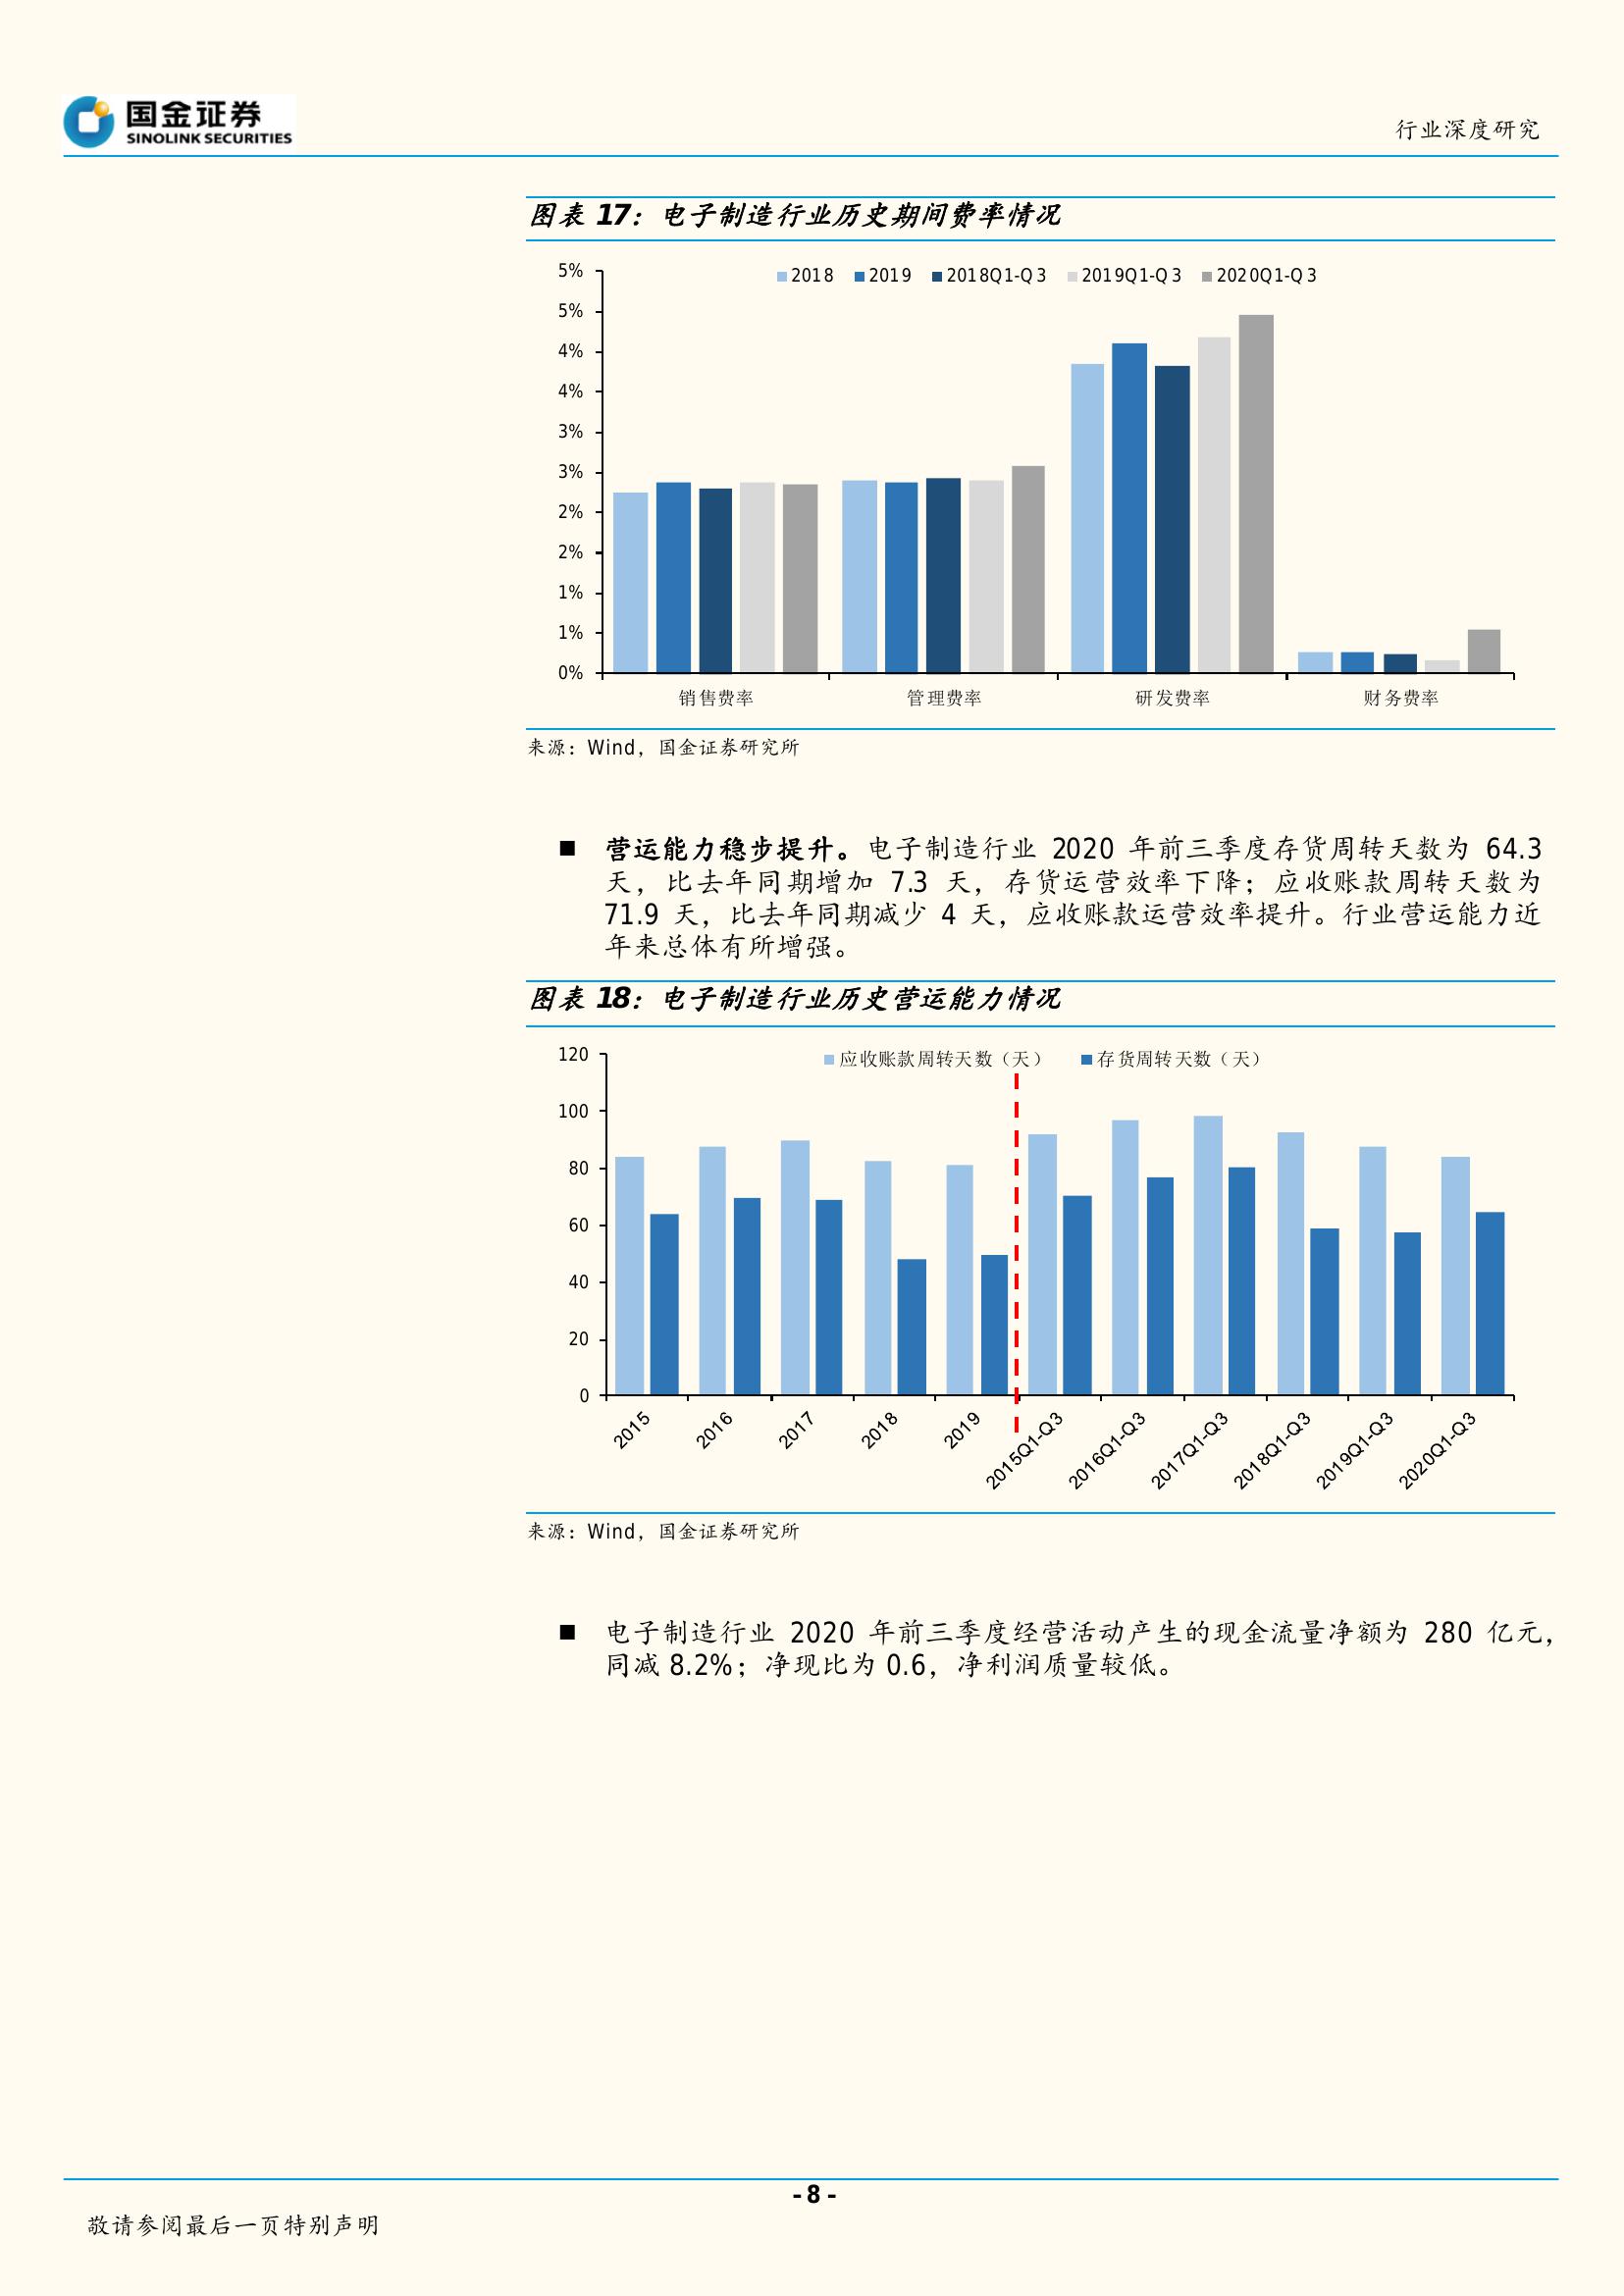 国金证券
SINOLINK SECURITIES
行业深度研究
图表 17：电子制造行业历史期间费率情况
2018 2019 2018Q1-Q3 2019Q1-Q3 2020Q1-Q3
5%
5%
4%
4%
3%
3%
2%
2%
1%
1%
0%
销售费率 管理费率 研发费率 财务费率
来源：Wind，国金证券研究所
■ 营运能力稳步提升。电子制造行业 2020 年前三季度存货周转天数为 64.3
天，比去年同期增加 7.3 天，存货运营效率下降；应收账款周转天数为
71.9 天，比去年同期减少 4 天，应收账款运营效率提升。行业营运能力近
年来总体有所增强。
图表 18：电子制造行业历史营运能力情况
应收账款周转天数（天） 存货周转天数（天）
120
100
80
60
40
20
0
2015 2016 2017 2018 2019 2015Q1-Q3 2016Q1-Q3 2017Q1-Q3 2018Q1-Q3 2019Q1-Q3 2020Q1-Q3
来源：Wind，国金证券研究所
■ 电子制造行业 2020 年前三季度经营活动产生的现金流量净额为 280 亿元，
同减 8.2%；净现比为 0.6，净利润质量较低。
- 8 -
敬请参阅最后一页特别声明